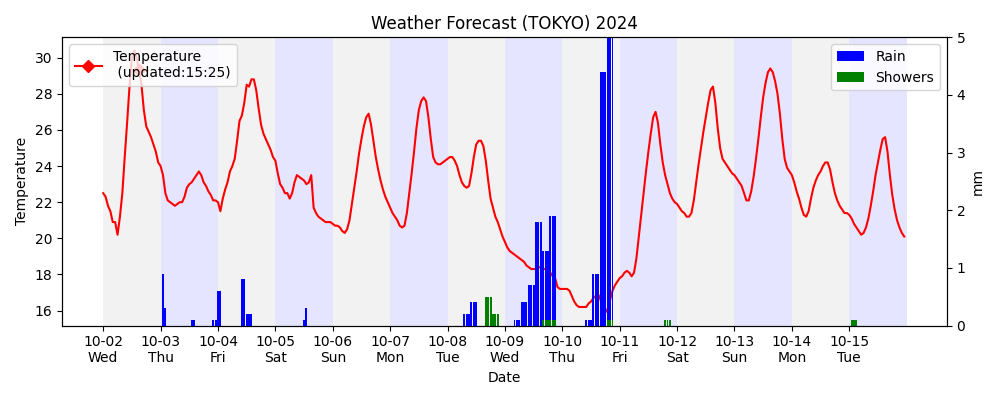 Weather Forecast (TOKYO) 2024
Temperature
(updated:15:25)
Rain
Showers
Temperature
30
28
26
24
22
20
18
16
5
4
3
2
1
0
mm
10-02 10-03 10-04 10-05 10-06 10-07 10-08 10-09 10-10 10-11 10-12 10-13 10-14 10-15
Wed Thu Fri Sat Sun Mon Tue Wed Thu Fri Sat Sun Mon Tue
Date